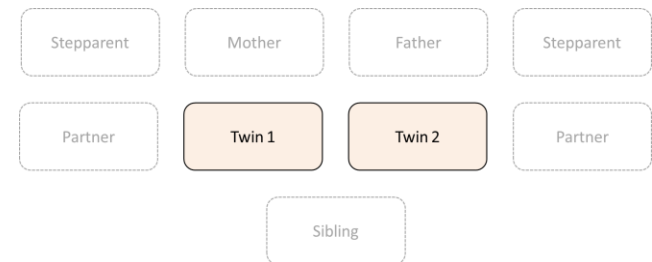 Stepparent Mother Father Stepparent
Partner Twin 1 Twin 2 Partner
Sibling